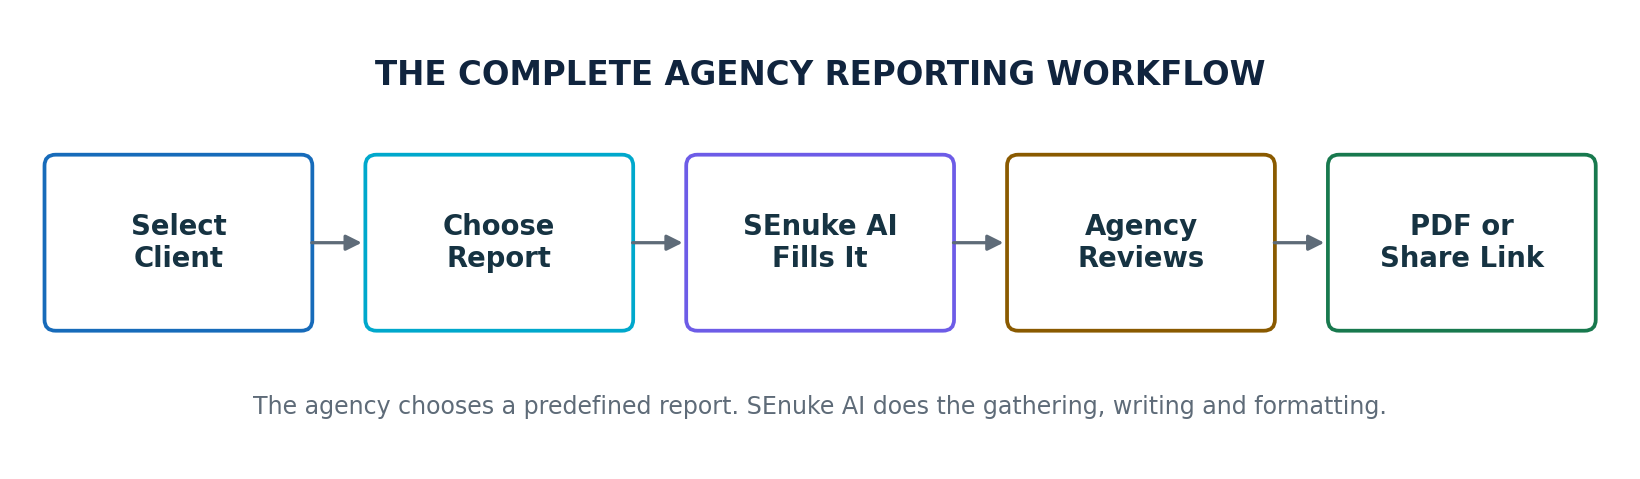 THE COMPLETE AGENCY REPORTING WORKFLOW
Select
Client
Choose
Report
SEnuke AI
Fills It
Agency
Reviews
PDF or
Share Link
The agency chooses a predefined report. SEnuke AI does the gathering, writing and formatting.